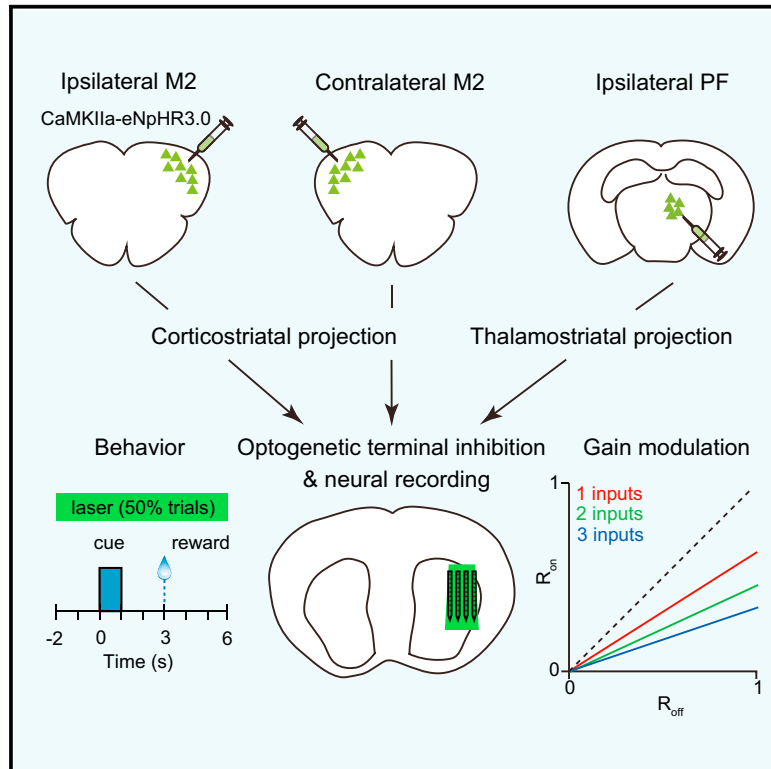 Ipsilateral M2
Contralateral M2
Ipsilateral PF
CaMKIIa-eNpHR3.0
Corticostriatal projection
Thalamostriatal projection
Behavior
Optogenetic terminal inhibition
& neural recording
Gain modulation
laser (50% trials)
cue
reward
-2
0
3
6
Time (s)
1
1 inputs
2 inputs
3 inputs
Ron
0
0
1
Roff